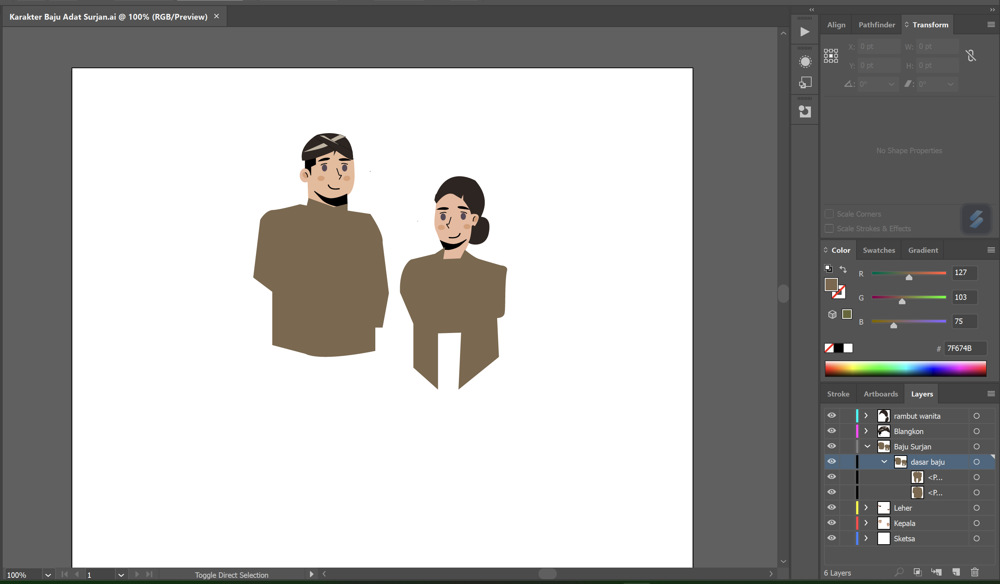 Karakter Baju Adat Surjan.ai @ 100% (RGB/Preview)
Align Pathfinder Transform
X: 0 pt W: 0 pt
Y: 0 pt H: 0 pt
0° 0°
No Shape Properties
Scale Corners
Scale Strokes & Effects
Color Swatches Gradient
R 127
G 103
B 75
# 7F674B
Stroke Artboards Layers
rambut wanita
Blangkon
Baju Surjan
dasar baju
<P...
<P...
Leher
Kepala
Sketsa
6 Layers
100% 1 Toggle Direct Selection